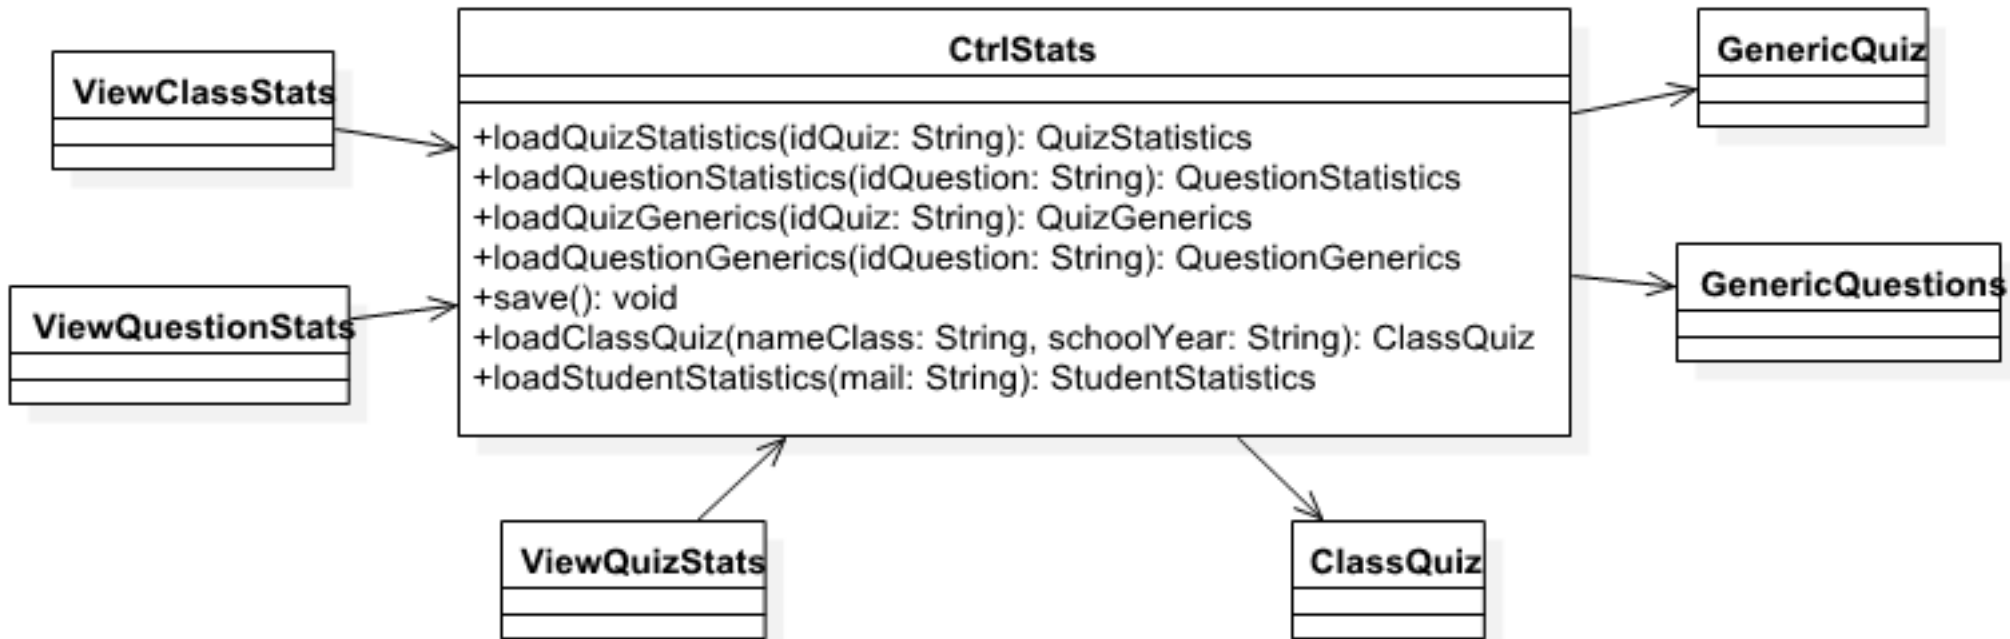 CtrlStats
GenericQuiz
ViewClassStats
+loadQuizStatistics(idQuiz: String): QuizStatistics
+loadQuestionStatistics(idQuestion: String): QuestionStatistics
+loadQuizGenerics(idQuiz: String): QuizGenerics
+loadQuestionGenerics(idQuestion: String): QuestionGenerics
+save(): void
+loadClassQuiz(nameClass: String, schoolYear: String): ClassQuiz
+loadStudentStatistics(mail: String): StudentStatistics
GenericQuestions
ViewQuestionStats
ViewQuizStats
ClassQuiz